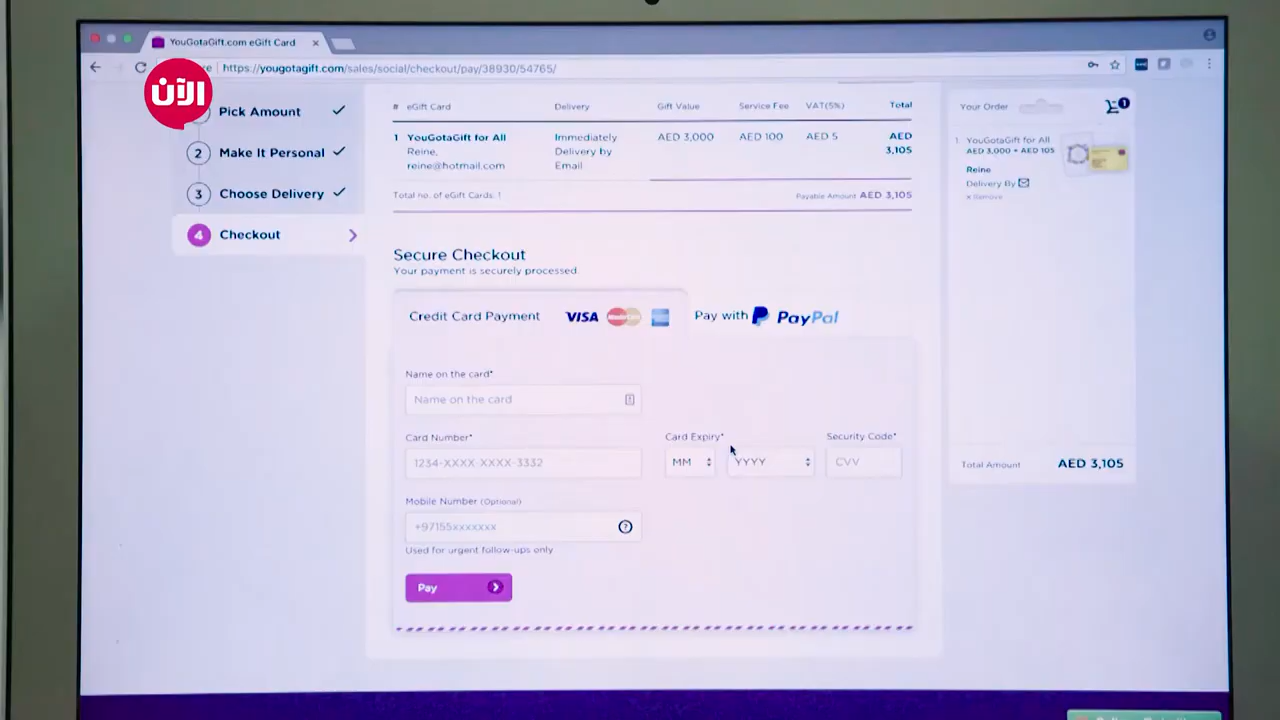 YouGotaGift.com eGift Card
https://yougotagift.com/sales/social/checkout/pay/38930/54765/
الآن
Pick Amount
2 Make It Personal
3 Choose Delivery
4 Checkout
# eGift Card Delivery Gift Value Service Fee VAT(5%) Total
1 YouGotaGift for All Immediately AED 3,000 AED 100 AED 5 AED
Reine, Delivery by 3,105
reine@hotmail.com Email
Total no. of eGift Cards: 1 Payable Amount AED 3,105
Secure Checkout
Your payment is securely processed.
Credit Card Payment VISA MasterCard Pay with PayPal
Name on the card*
Name on the card
Card Number* Card Expiry* Security Code*
1234-XXXX-XXXX-3332 MM YYYY CVV
Mobile Number (Optional)
+97155xxxxxxx ?
Used for urgent follow-ups only
Pay
Your Order 1
1 YouGotaGift for All
AED 3,000 + AED 105
Reine
Delivery By
x Remove
Total Amount AED 3,105